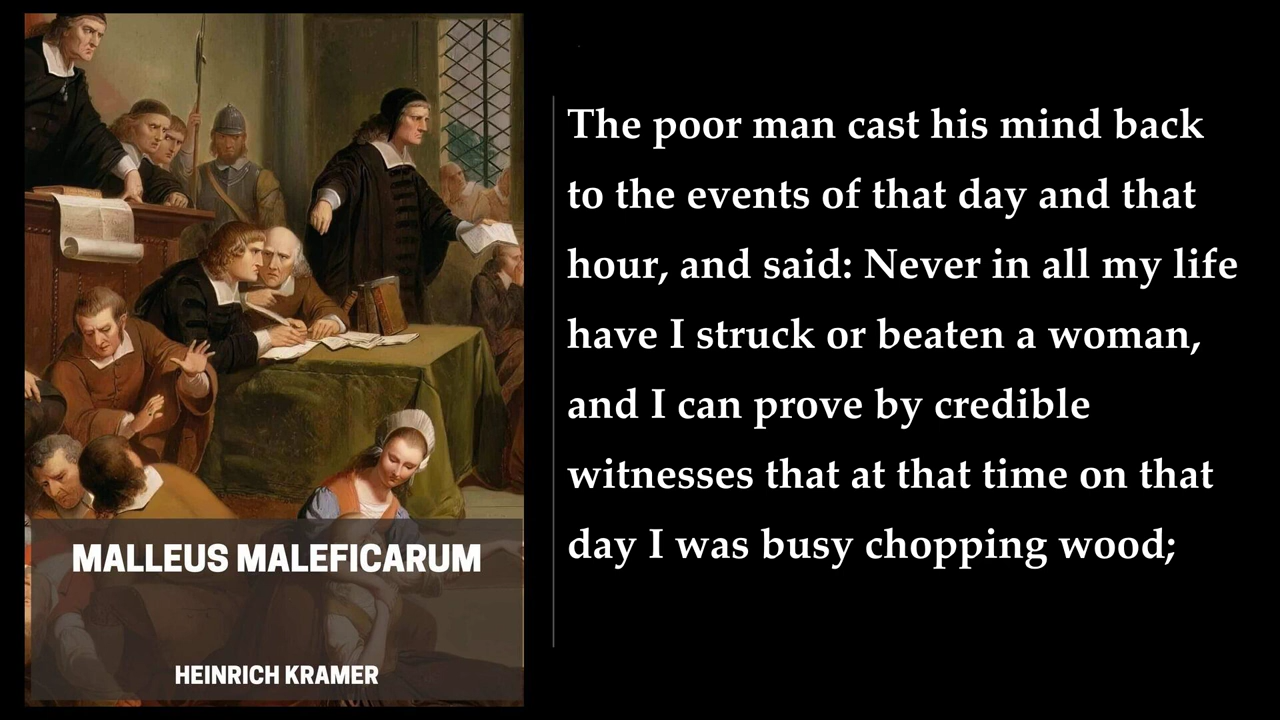 MALLEUS MALEFICARUM
HEINRICH KRAMER
The poor man cast his mind back
to the events of that day and that
hour, and said: Never in all my life
have I struck or beaten a woman,
and I can prove by credible
witnesses that at that time on that
day I was busy chopping wood;